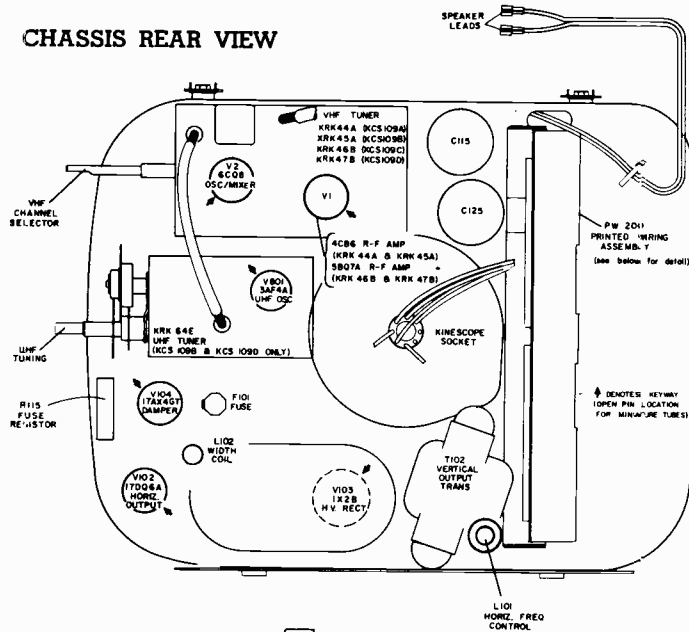 CHASSIS REAR VIEW
SPEAKER
LEADS
VHF TUNER
KRK44A (KCS109A)
XRK45A (KCS109B)
KRK46B (KCS109C)
KRK47B (KCS109D)
C115
V2
6CQ8
OSC/MIXER
V1
C125
VHF
CHANNEL
SELECTOR
PW 200
PRINTED WIRING
ASSEMBLY
(see below for detail)
4CB6 R-F AMP
(KRK 44A & KRK45A)
5BQ7A R-F AMP
(KRK 46B & KRK 47B)
V801
3AF4A
UHF OSC
KINESCOPE
SOCKET
UHF
TUNING
KRK 64E
UHF TUNER
(KCS 109B & KCS 109D ONLY)
R115
FUSE
RESISTOR
V104
17AX4GT
DAMPER
F101
FUSE
DENOTES KEYWAY
(OPEN PIN LOCATION
FOR MINIATURE TUBES)
L102
WIDTH
COIL
T102
VERTICAL
OUTPUT
TRANS
V102
17DQ6A
HORIZ.
OUTPUT
V103
1X2B
H.V. RECT
L101
HORIZ. FREQ
CONTROL